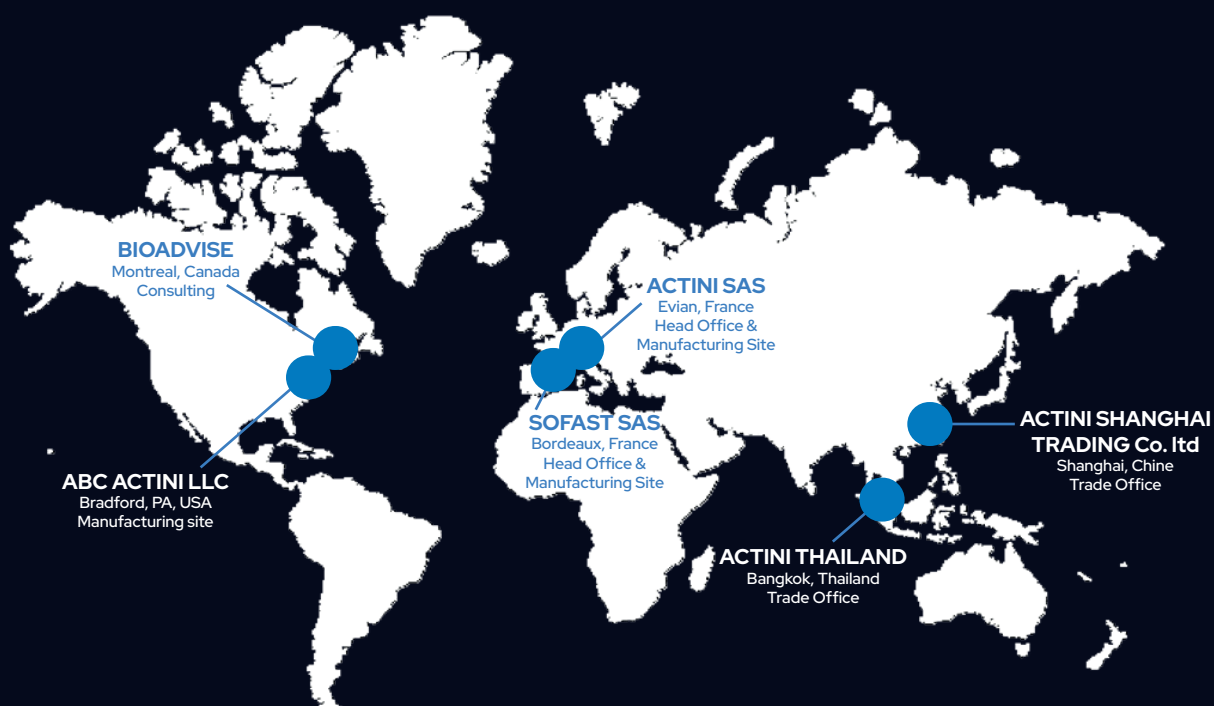 BIOADVISE
Montreal, Canada
Consulting
ACTINI SAS
Evian, France
Head Office &
Manufacturing Site
SOFAST SAS
Bordeaux, France
Head Office &
Manufacturing Site
ABC ACTINI LLC
Bradford, PA, USA
Manufacturing site
ACTINI SHANGHAI
TRADING Co. ltd
Shanghai, Chine
Trade Office
ACTINI THAILAND
Bangkok, Thailand
Trade Office